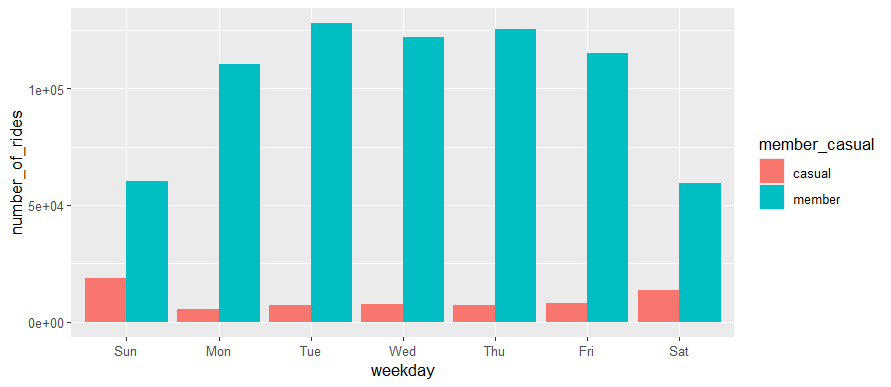 number_of_rides
1e+05
5e+04
0e+00
Sun Mon Tue Wed Thu Fri Sat
weekday
member_casual
casual
member